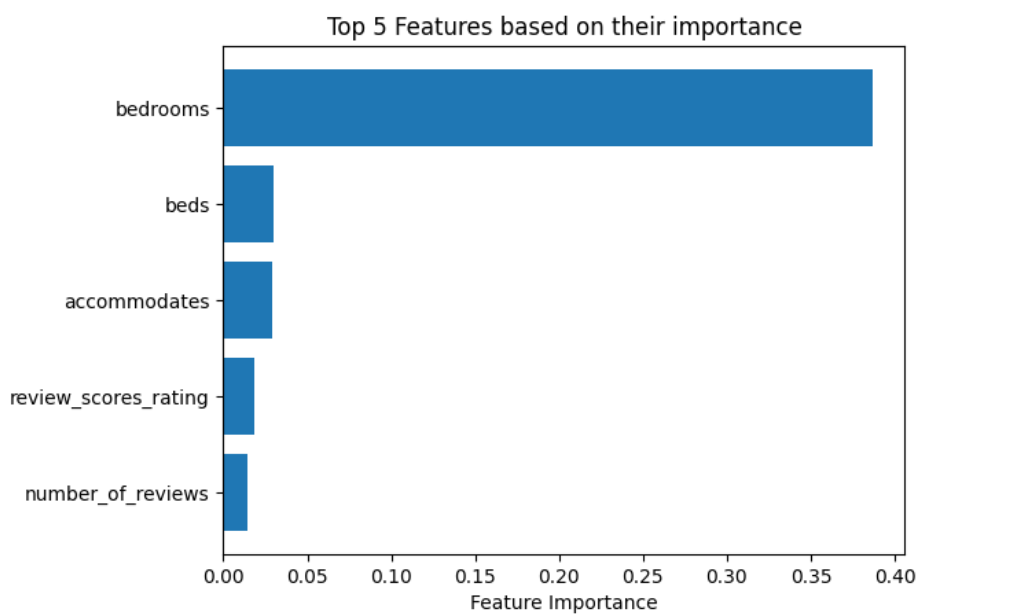 Top 5 Features based on their importance
bedrooms
beds
accommodates
review_scores_rating
number_of_reviews
0.00 0.05 0.10 0.15 0.20 0.25 0.30 0.35 0.40
Feature Importance